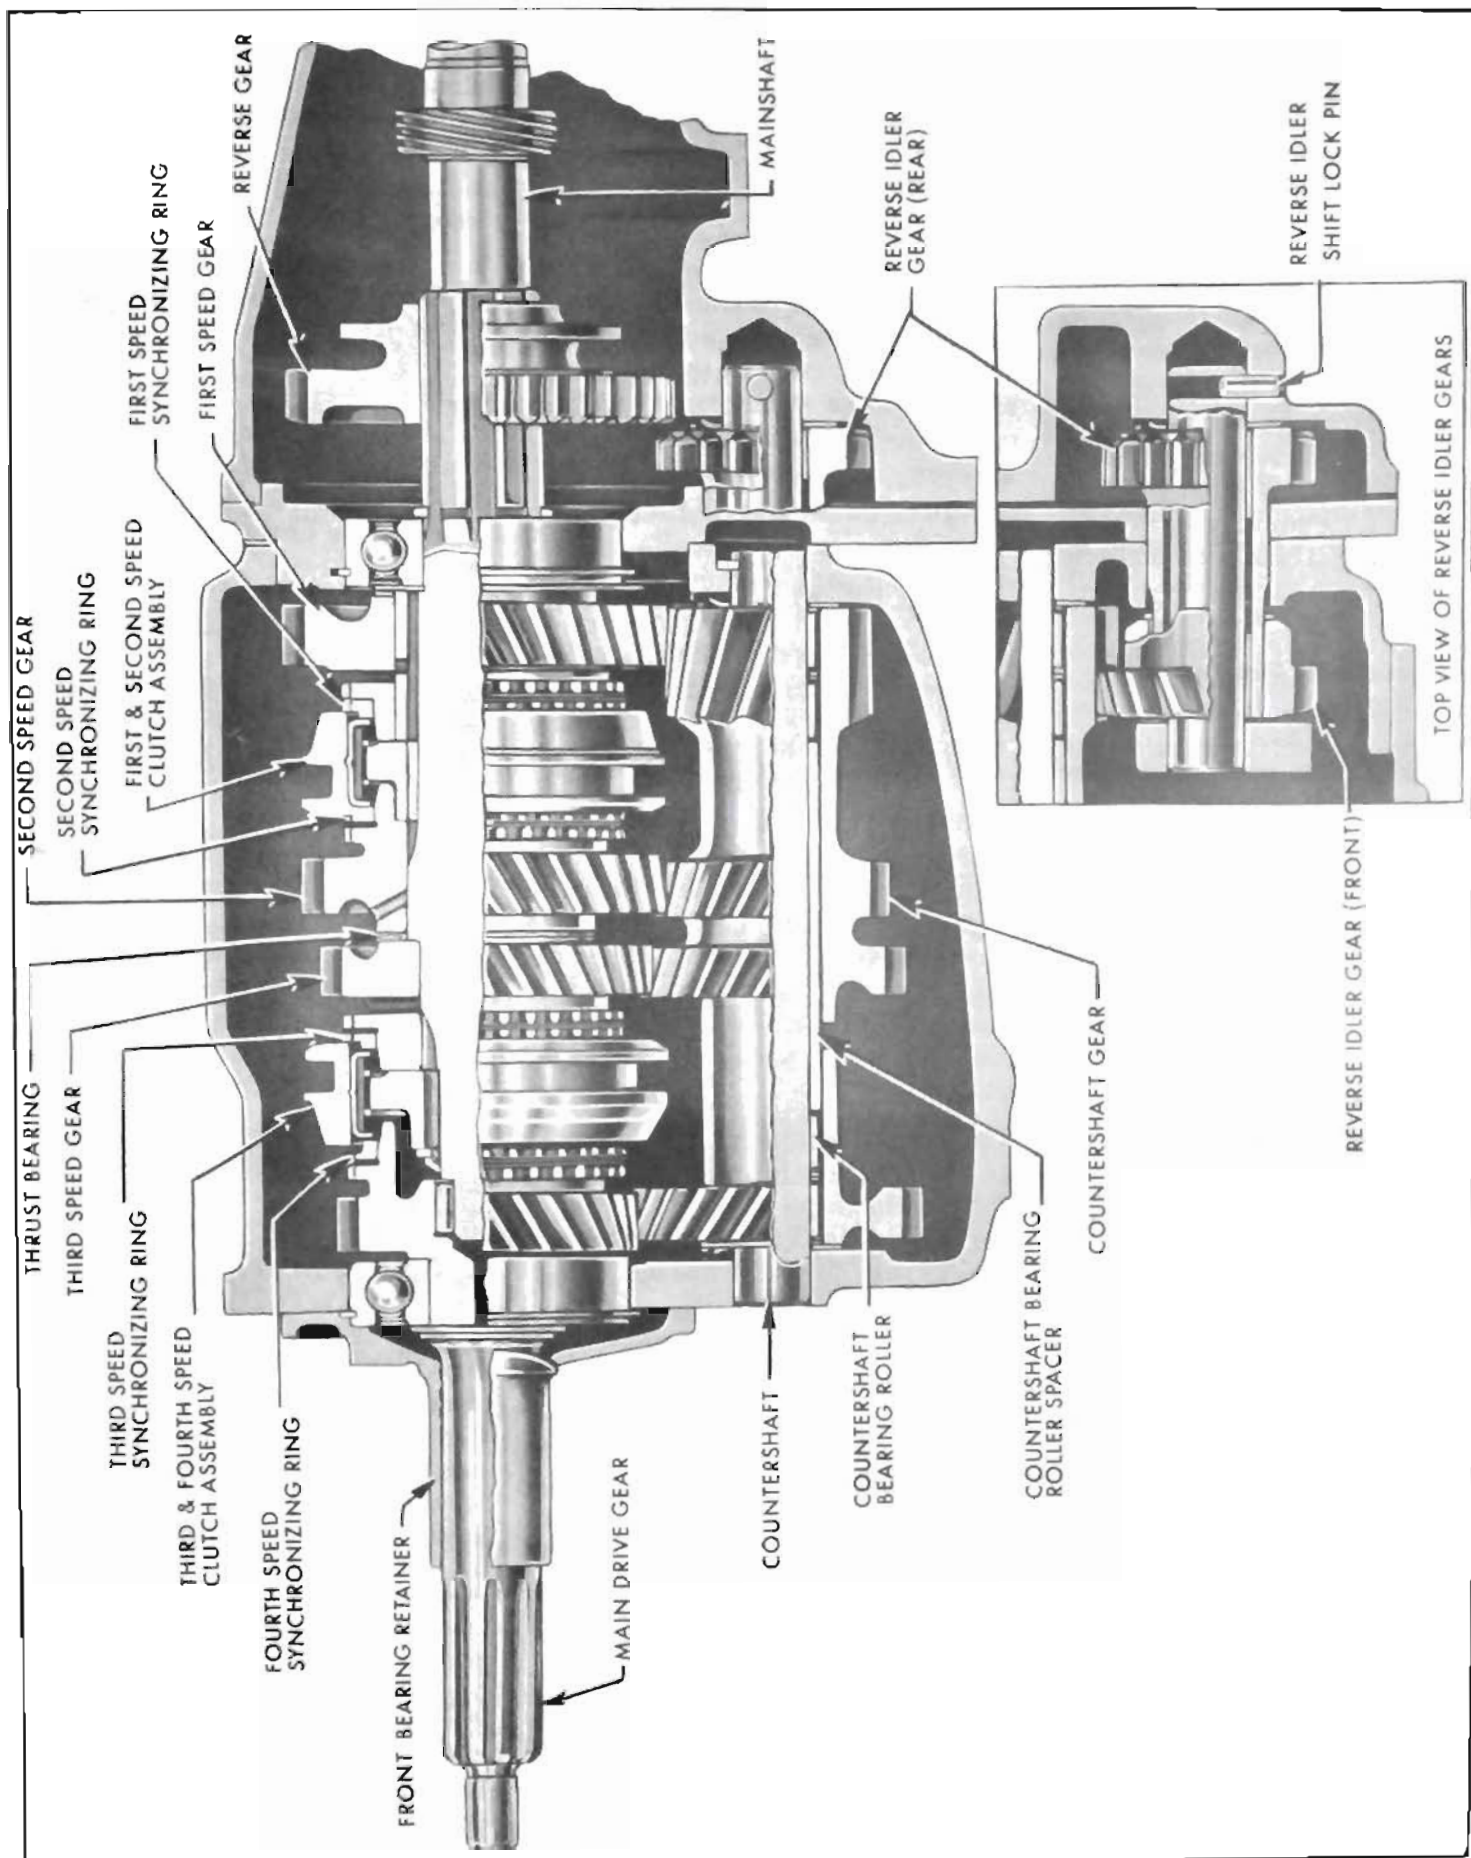 THRUST BEARING
THIRD SPEED GEAR
THIRD SPEED
SYNCHRONIZING RING
THIRD & FOURTH SPEED
CLUTCH ASSEMBLY
FOURTH SPEED
SYNCHRONIZING RING
FRONT BEARING RETAINER
MAIN DRIVE GEAR
SECOND SPEED GEAR
SECOND SPEED
SYNCHRONIZING RING
FIRST & SECOND SPEED
CLUTCH ASSEMBLY
FIRST SPEED
SYNCHRONIZING RING
FIRST SPEED GEAR
REVERSE GEAR
MAINSHAFT
REVERSE IDLER
GEAR (REAR)
REVERSE IDLER
SHIFT LOCK PIN
COUNTERSHAFT
COUNTERSHAFT
BEARING ROLLER
COUNTERSHAFT BEARING
ROLLER SPACER
COUNTERSHAFT GEAR
REVERSE IDLER GEAR (FRONT)
TOP VIEW OF REVERSE IDLER GEARS